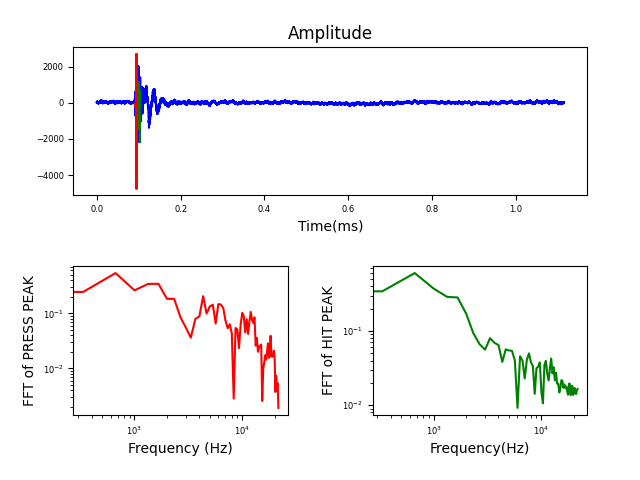 Amplitude
2000
0
−2000
−4000
0.0 0.2 0.4 0.6 0.8 1.0
Time(ms)
FFT of PRESS PEAK
10⁻¹
10⁻²
10³ 10⁴
Frequency (Hz)
FFT of HIT PEAK
10⁻¹
10⁻²
10³ 10⁴
Frequency(Hz)